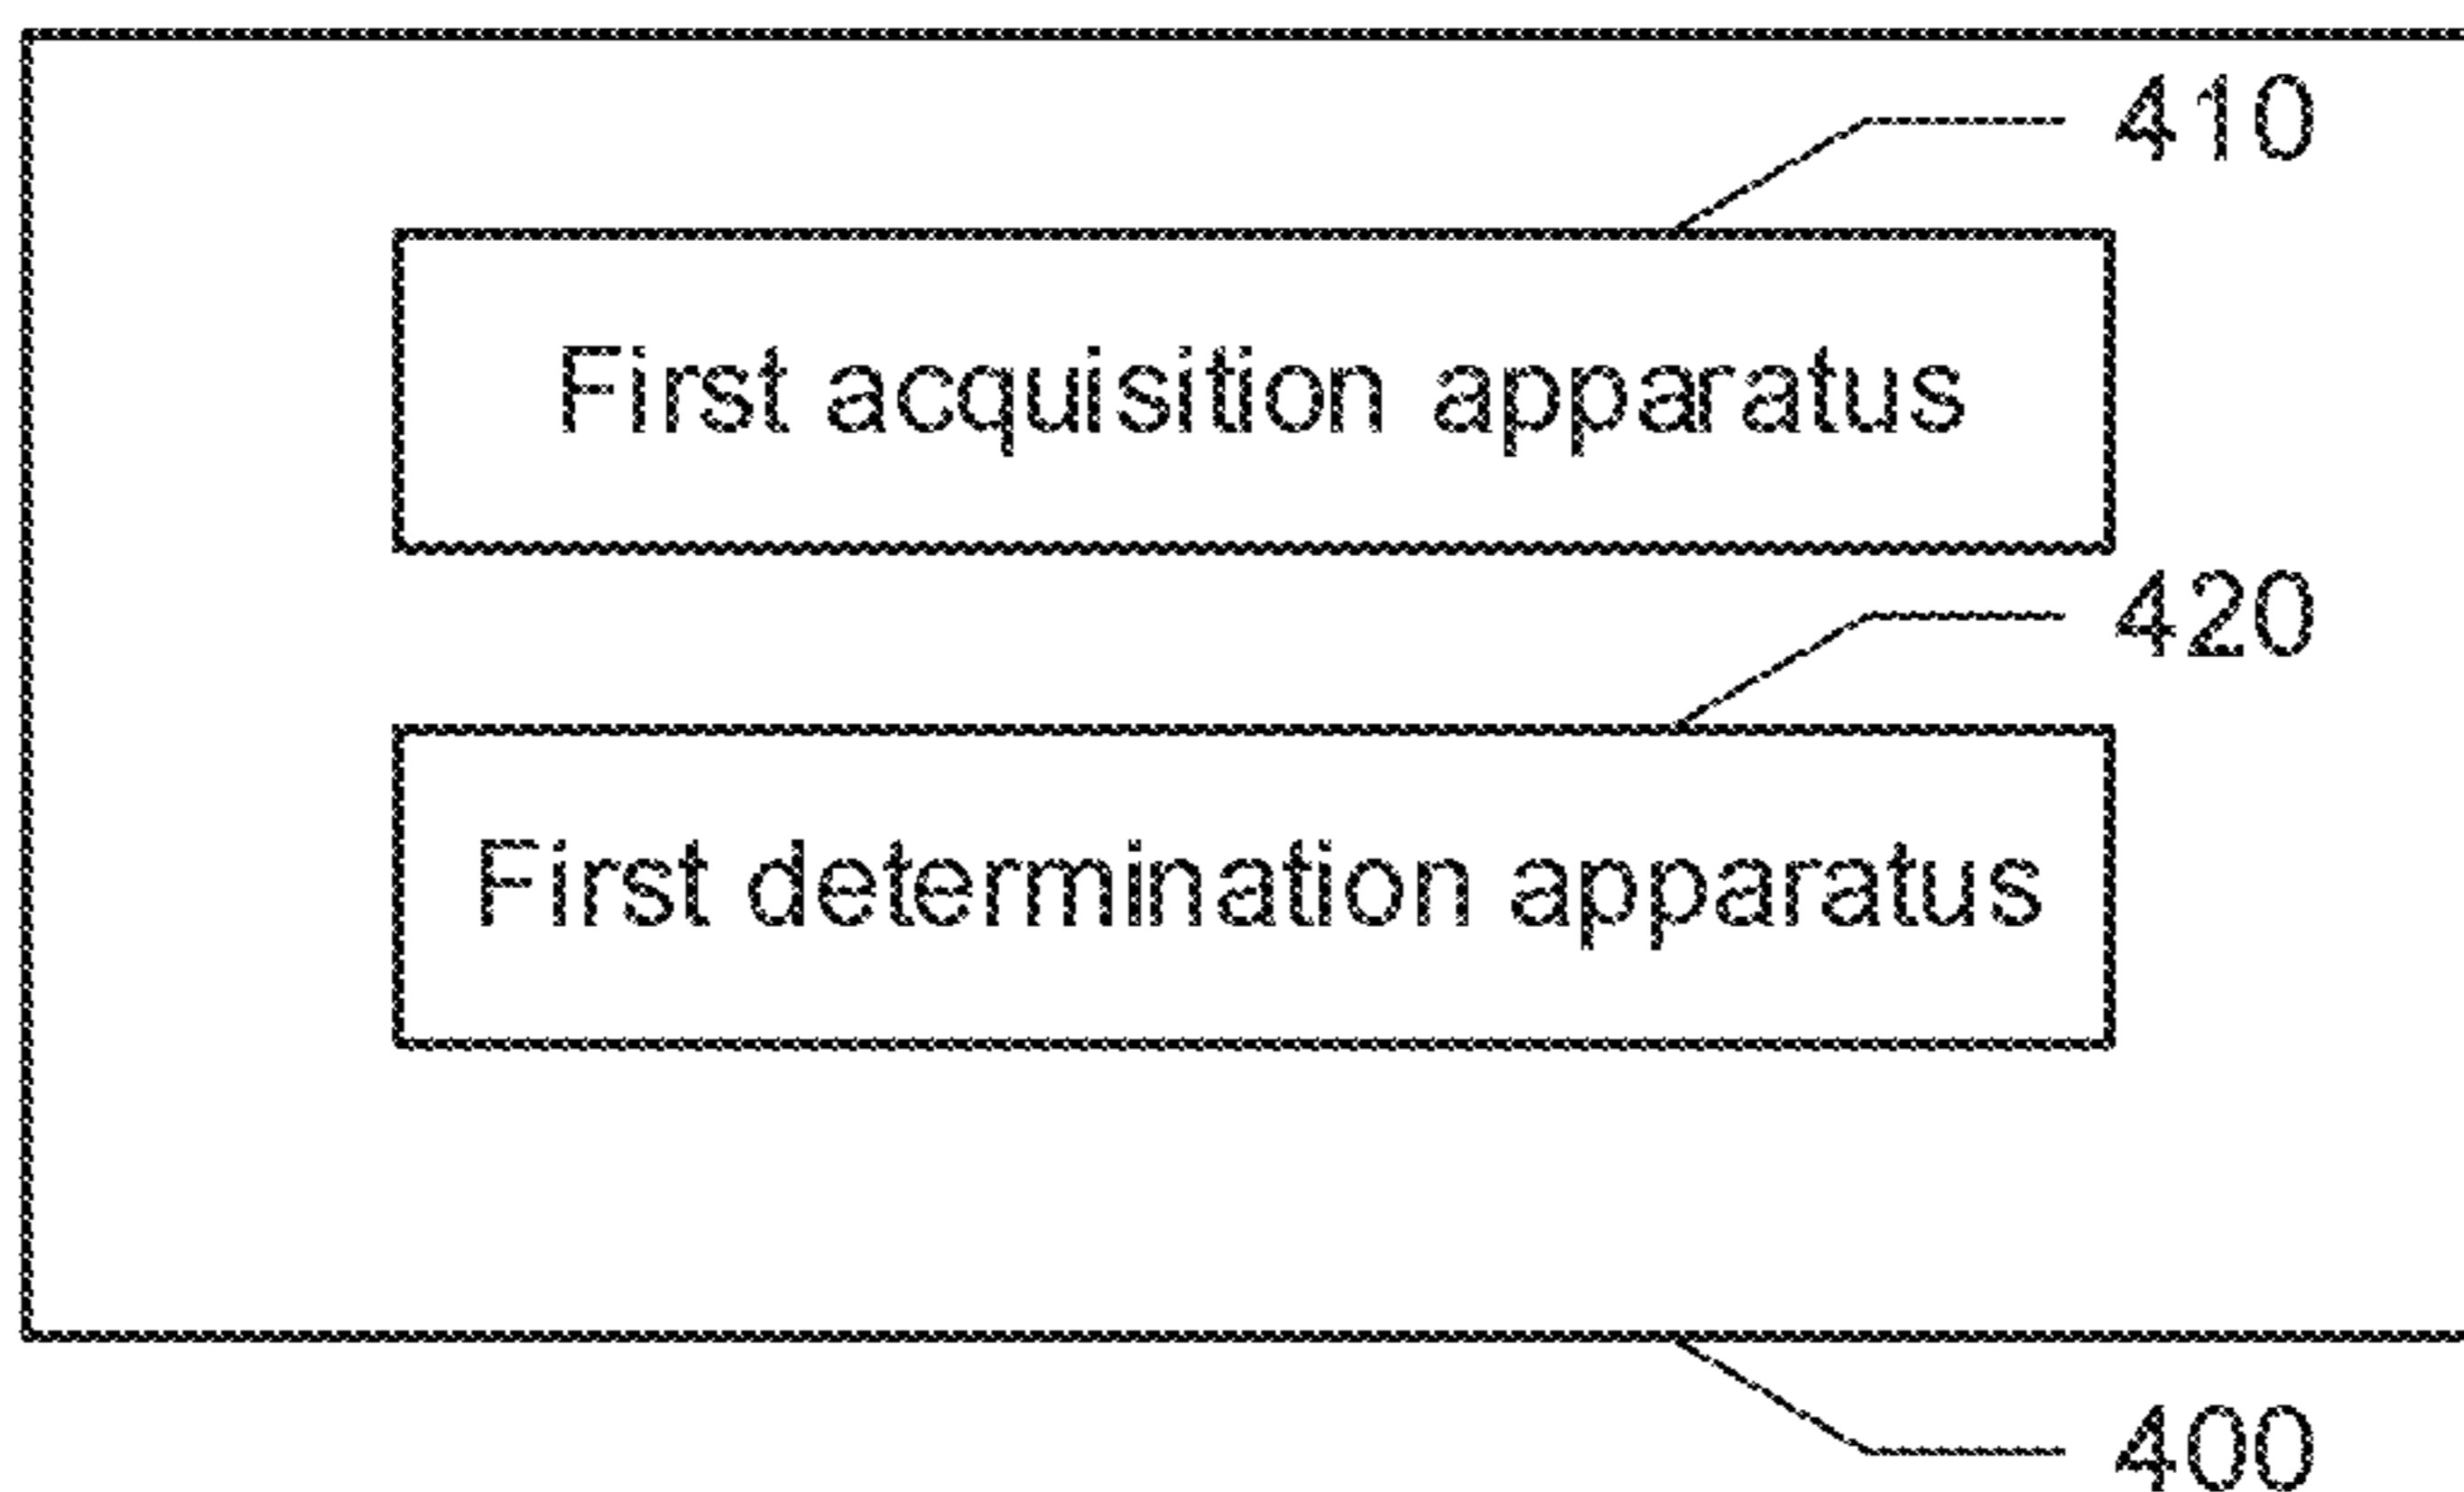 410
First acquisition apparatus
420
First determination apparatus
400